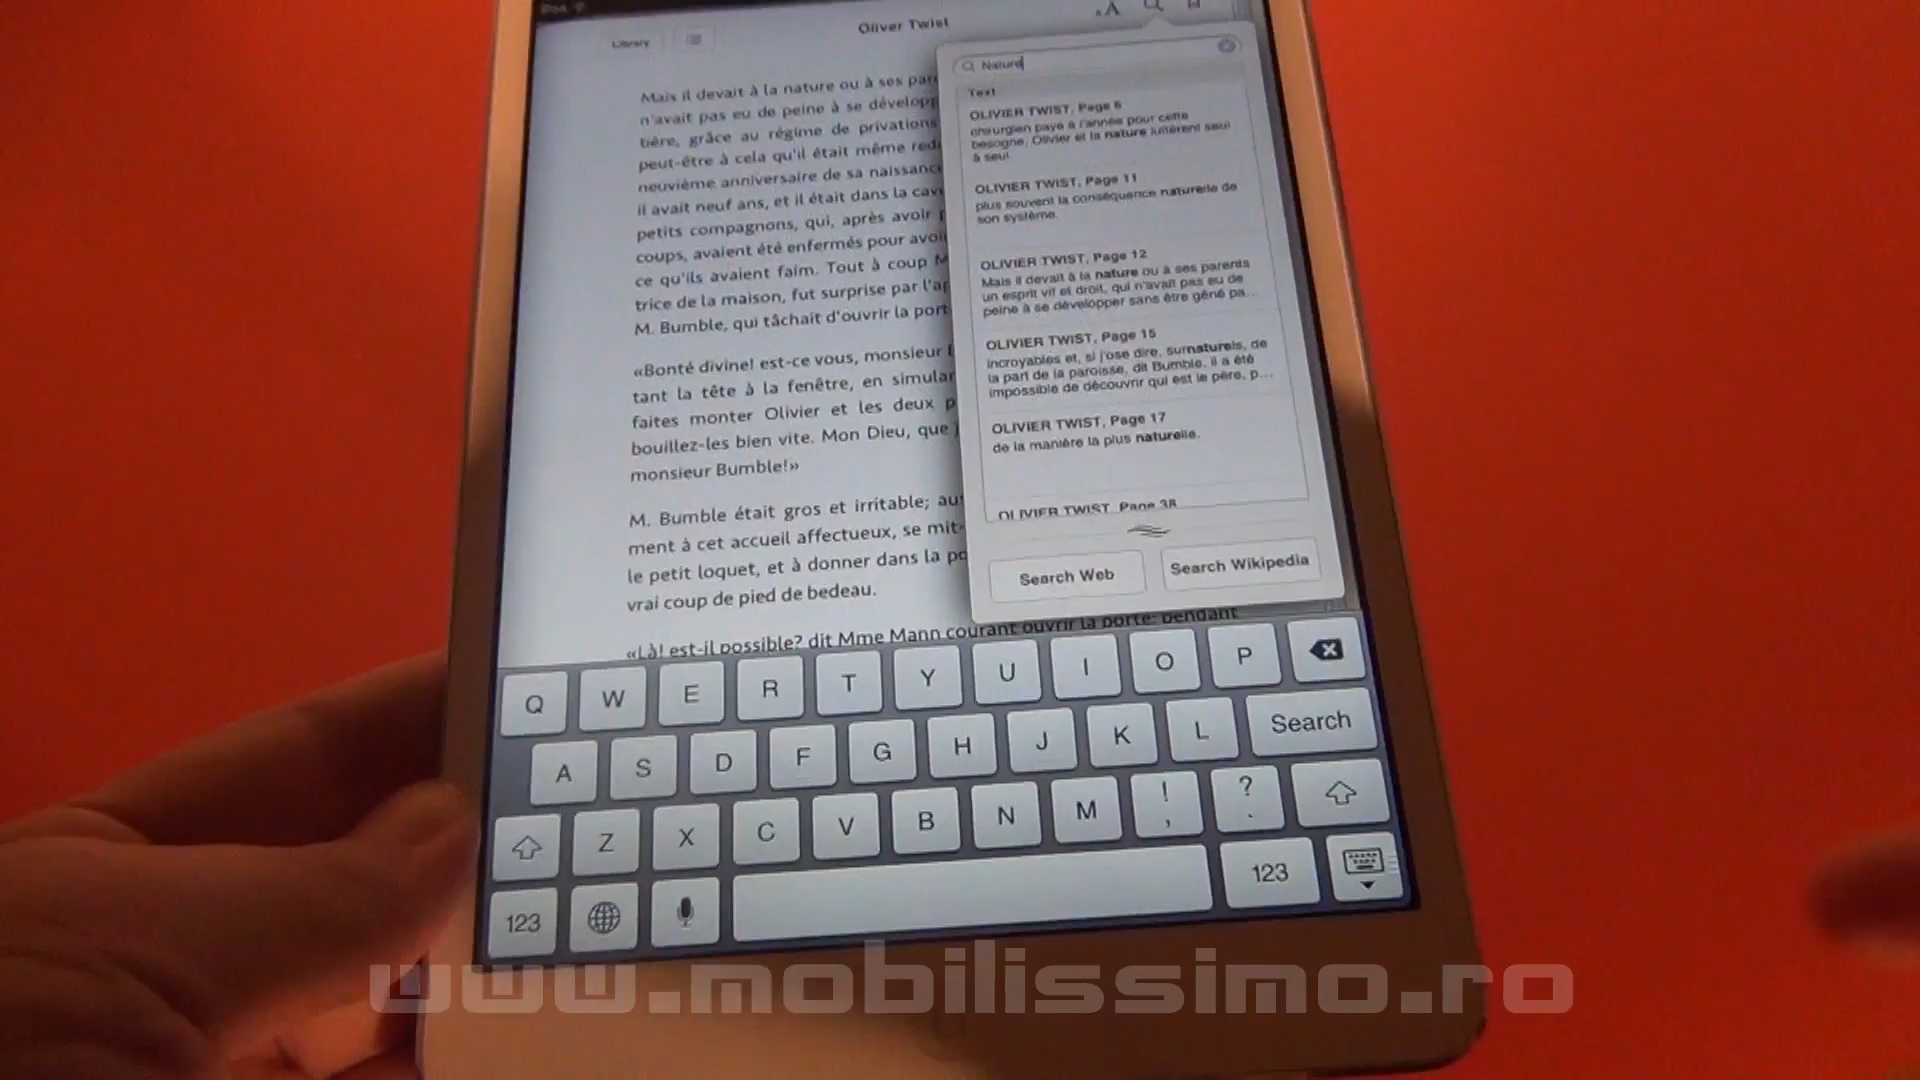 iPad
Library
Oliver Twist
AA
Mais il devait à la nature ou à ses par
n'avait pas eu de peine à se dévelop
tière, grâce au régime de privations
peut-être à cela qu'il était même red
neuvième anniversaire de sa naissanc
il avait neuf ans, et il était dans la cav
petits compagnons, qui, après avoir
coups, avaient été enfermés pour avoi
ce qu'ils avaient faim. Tout à coup M
trice de la maison, fut surprise par l'ap
M. Bumble, qui tâchait d'ouvrir la port
«Bonté divine! est-ce vous, monsieur
tant la tête à la fenêtre, en simular
faites monter Olivier et les deux p
bouillez-les bien vite. Mon Dieu, que
monsieur Bumble!»
M. Bumble était gros et irritable; au
ment à cet accueil affectueux, se mit-
le petit loquet, et à donner dans la po
vrai coup de pied de bedeau.
«Là! est-il possible? dit Mme Mann courant ouvrir la porte; pendant
Nature
Text
OLIVIER TWIST, Page 6
chirurgien payé à l'année pour cette
besogne, Olivier et la nature luttèrent seul
à seul.
OLIVIER TWIST, Page 11
plus souvent la conséquence naturelle de
son système.
OLIVIER TWIST, Page 12
Mais il devait à la nature ou à ses parents
un esprit vif et droit, qui n'avait pas eu de
peine à se développer sans être gêné pa...
OLIVIER TWIST, Page 15
incroyables et, si j'ose dire, surnaturels, de
la part de la paroisse, dit Bumble, il a été
impossible de découvrir qui est le père, p...
OLIVIER TWIST, Page 17
de la manière la plus naturelle.
OLIVIER TWIST, Page 38
Search Web
Search Wikipedia
Q W E R T Y U I O P
A S D F G H J K L Search
Z X C V B N M ! , ? .
123 123
www.mobilissimo.ro